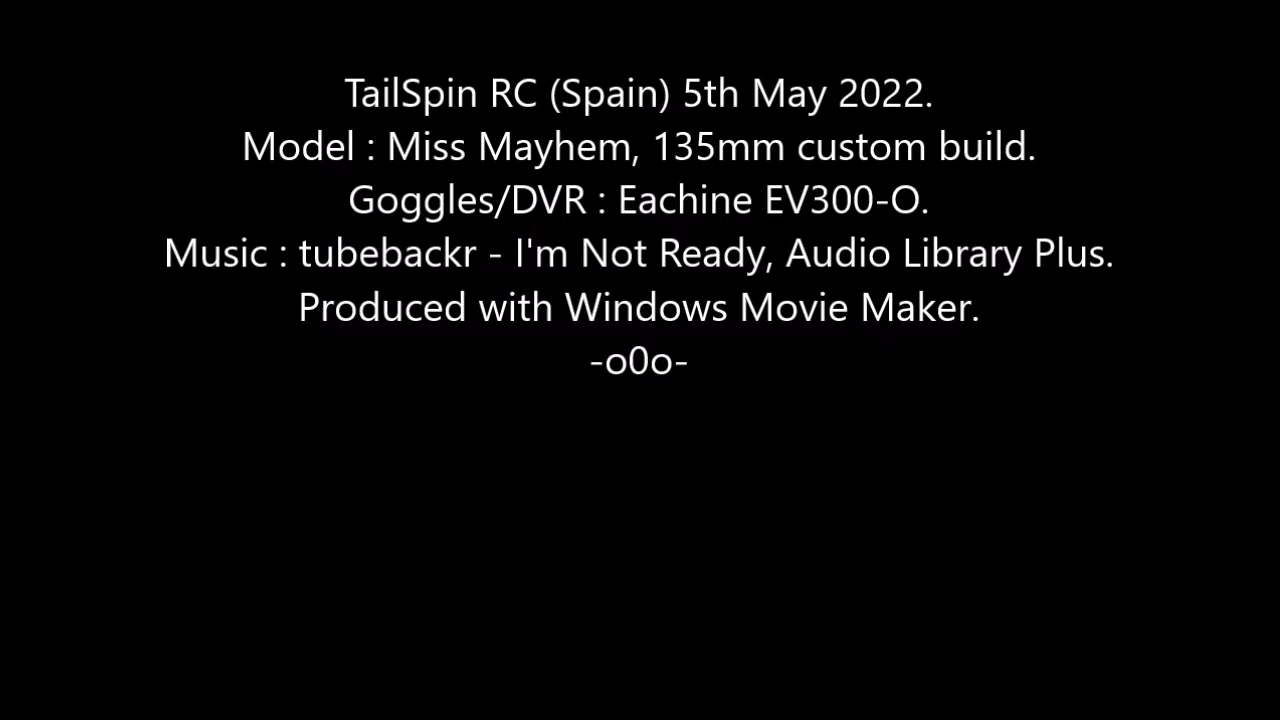 TailSpin RC (Spain) 5th May 2022.
Model : Miss Mayhem, 135mm custom build.
Goggles/DVR : Eachine EV300-O.
Music : tubebackr - I'm Not Ready, Audio Library Plus.
Produced with Windows Movie Maker.
-o0o-